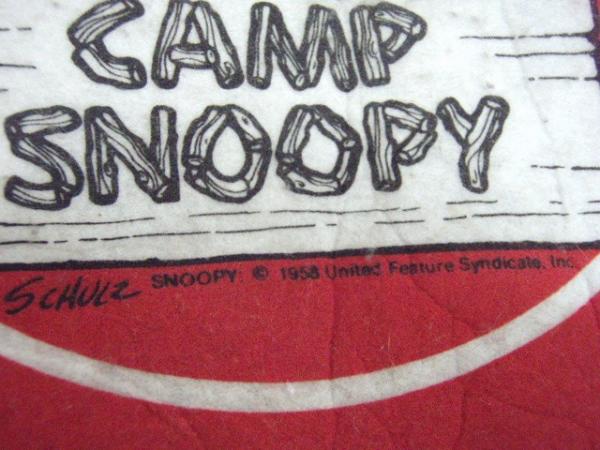 CAMP
SNOOPY
SCHULZ SNOOPY: © 1958 United Feature Syndicate, Inc.